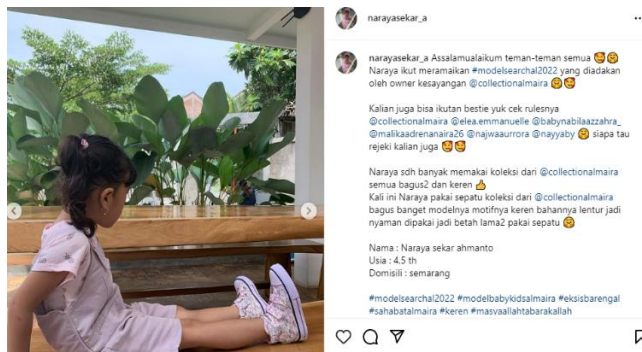 narayasekar_a
narayasekar_a Assalamualaikum teman-teman semua
Naraya ikut meramaikan #modelsearchal2022 yang diadakan
oleh owner kesayangan @collectionalmaira
Kalian juga bisa ikutan bestie yuk cek rulesnya
@collectionalmaira @elea.emmanuelle @babynabilaazzahra_
@malikaadrenanaira26 @najwaaurrora @nayyaby siapa tau
rejeki kalian juga
Naraya sdh banyak memakai koleksi dari @collectionalmaira
semua bagus2 dan keren
Kali ini Naraya pakai sepatu koleksi dari @collectionalmaira
bagus banget modelnya motifnya keren bahannya lentur jadi
nyaman dipakai jadi betah lama2 pakai sepatu
Nama : Naraya sekar ahmanto
Usia : 4,5 th
Domisili : semarang
#modelsearchal2022 #modelbabykidsalmaira #eksisbarengal
#sahabatalmaira #keren #masyaallahtabarakallah